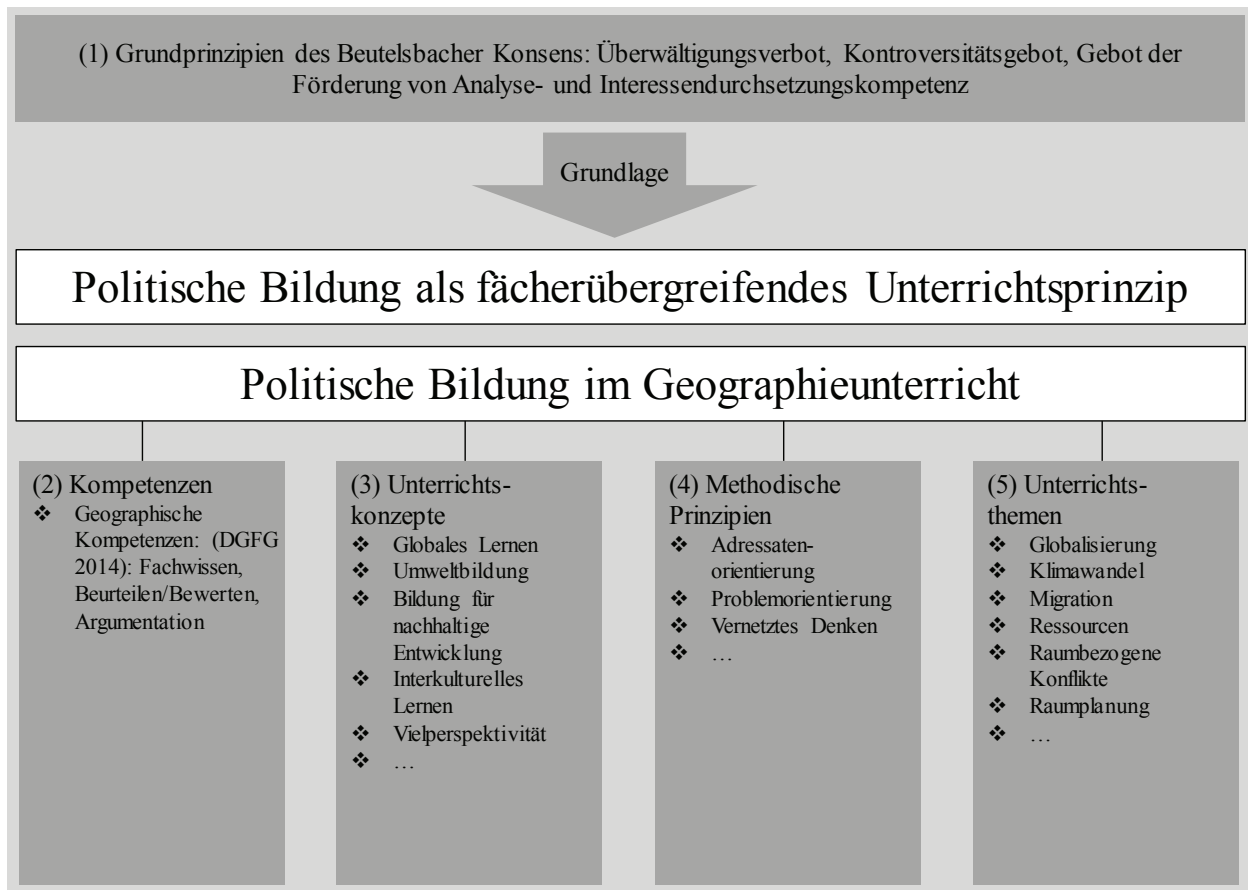 (1) Grundprinzipien des Beutelsbacher Konsens: Überwältigungsverbot, Kontroversitätsgebot, Gebot der
Förderung von Analyse- und Interessendurchsetzungskompetenz
Grundlage
Politische Bildung als fächerübergreifendes Unterrichtsprinzip
Politische Bildung im Geographieunterricht
(2) Kompetenzen
❖ Geographische
Kompetenzen: (DGFG
2014): Fachwissen,
Beurteilen/Bewerten,
Argumentation
(3) Unterrichts-
konzepte
❖ Globales Lernen
❖ Umweltbildung
❖ Bildung für
nachhaltige
Entwicklung
❖ Interkulturelles
Lernen
❖ Vielperspektivität
❖ …
(4) Methodische
Prinzipien
❖ Adressaten-
orientierung
❖ Problemorientierung
❖ Vernetztes Denken
❖ …
(5) Unterrichts-
themen
❖ Globalisierung
❖ Klimawandel
❖ Migration
❖ Ressourcen
❖ Raumbezogene
Konflikte
❖ Raumplanung
❖ …